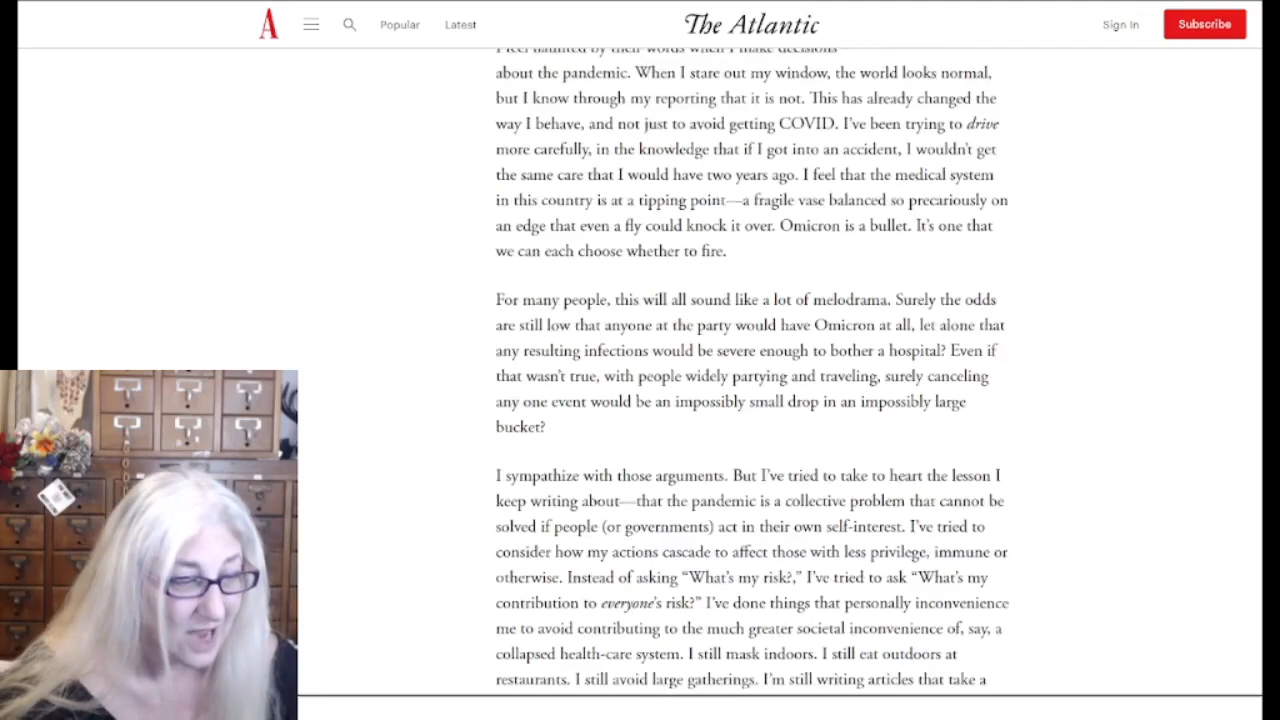 A
Popular
Latest
The Atlantic
Sign In
Subscribe
I feel haunted by their words when I make decisions
about the pandemic. When I stare out my window, the world looks normal,
but I know through my reporting that it is not. This has already changed the
way I behave, and not just to avoid getting COVID. I've been trying to drive
more carefully, in the knowledge that if I got into an accident, I wouldn't get
the same care that I would have two years ago. I feel that the medical system
in this country is at a tipping point—a fragile vase balanced so precariously on
an edge that even a fly could knock it over. Omicron is a bullet. It's one that
we can each choose whether to fire.
For many people, this will all sound like a lot of melodrama. Surely the odds
are still low that anyone at the party would have Omicron at all, let alone that
any resulting infections would be severe enough to bother a hospital? Even if
that wasn't true, with people widely partying and traveling, surely canceling
any one event would be an impossibly small drop in an impossibly large
bucket?
I sympathize with those arguments. But I've tried to take to heart the lesson I
keep writing about—that the pandemic is a collective problem that cannot be
solved if people (or governments) act in their own self-interest. I've tried to
consider how my actions cascade to affect those with less privilege, immune or
otherwise. Instead of asking “What's my risk?,” I've tried to ask “What's my
contribution to everyone's risk?” I've done things that personally inconvenience
me to avoid contributing to the much greater societal inconvenience of, say, a
collapsed health-care system. I still mask indoors. I still eat outdoors at
restaurants. I still avoid large gatherings. I'm still writing articles that take a